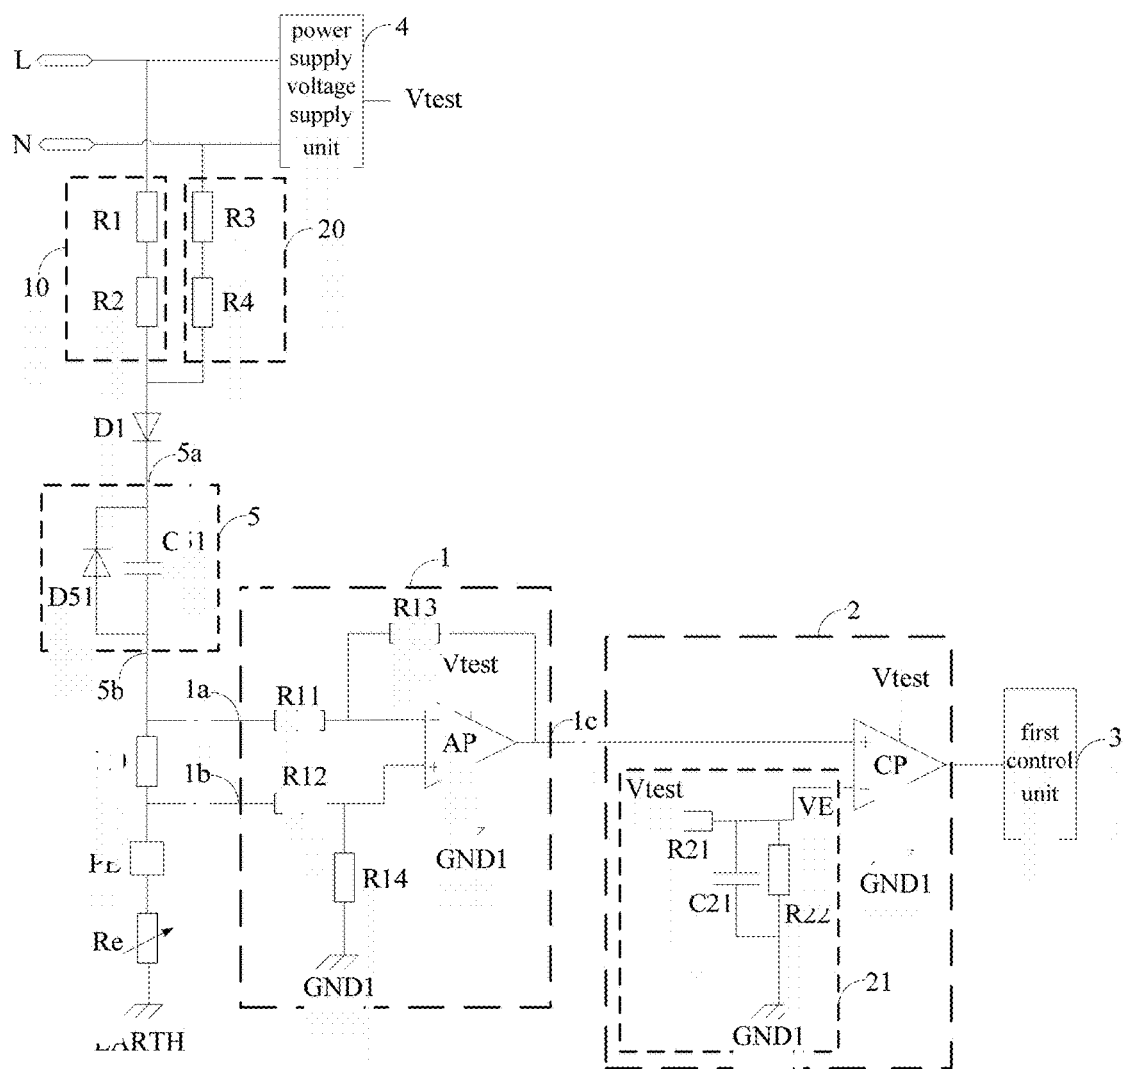 power
supply
voltage
supply
unit
4
L
Vtest
N
R1
R3
20
10
R2
R4
D1
5a
5
D51
1
R13
2
5b
Vtest
Vtest
1a
R11
1c
AP
CP
first
control
unit
3
1b
R12
Vtest
VE
R21
GND1
R14
GND1
C21
R22
Re
GND1
21
GND1